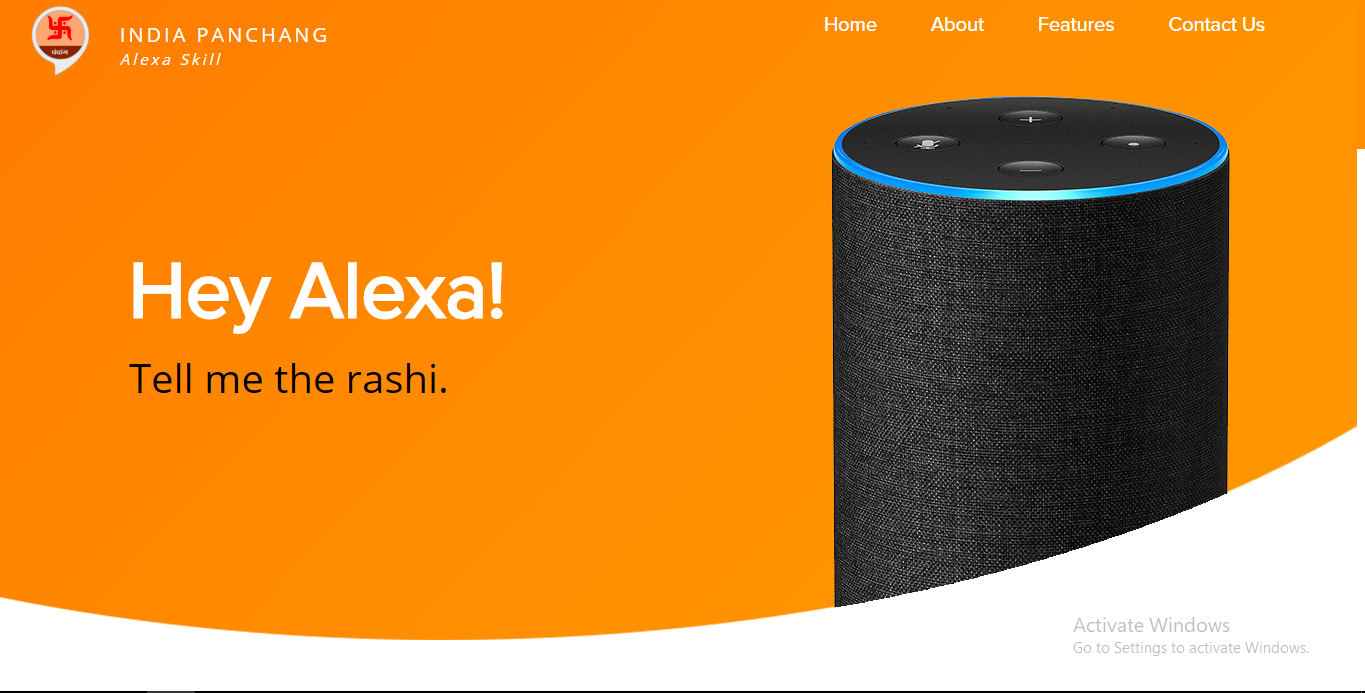 पंचांग
INDIA PANCHANG
Alexa Skill
Home About Features Contact Us
Hey Alexa!
Tell me the rashi.
Activate Windows
Go to Settings to activate Windows.